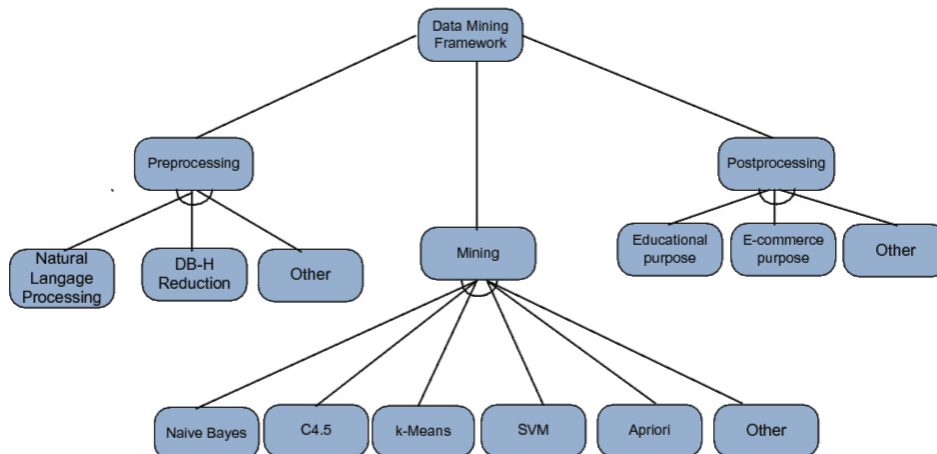 Data Mining
Framework
Preprocessing
Postprocessing
Natural
Langage
Processing
DB-H
Reduction
Other
Mining
Educational
purpose
E-commerce
purpose
Other
Naive Bayes
C4.5
k-Means
SVM
Apriori
Other